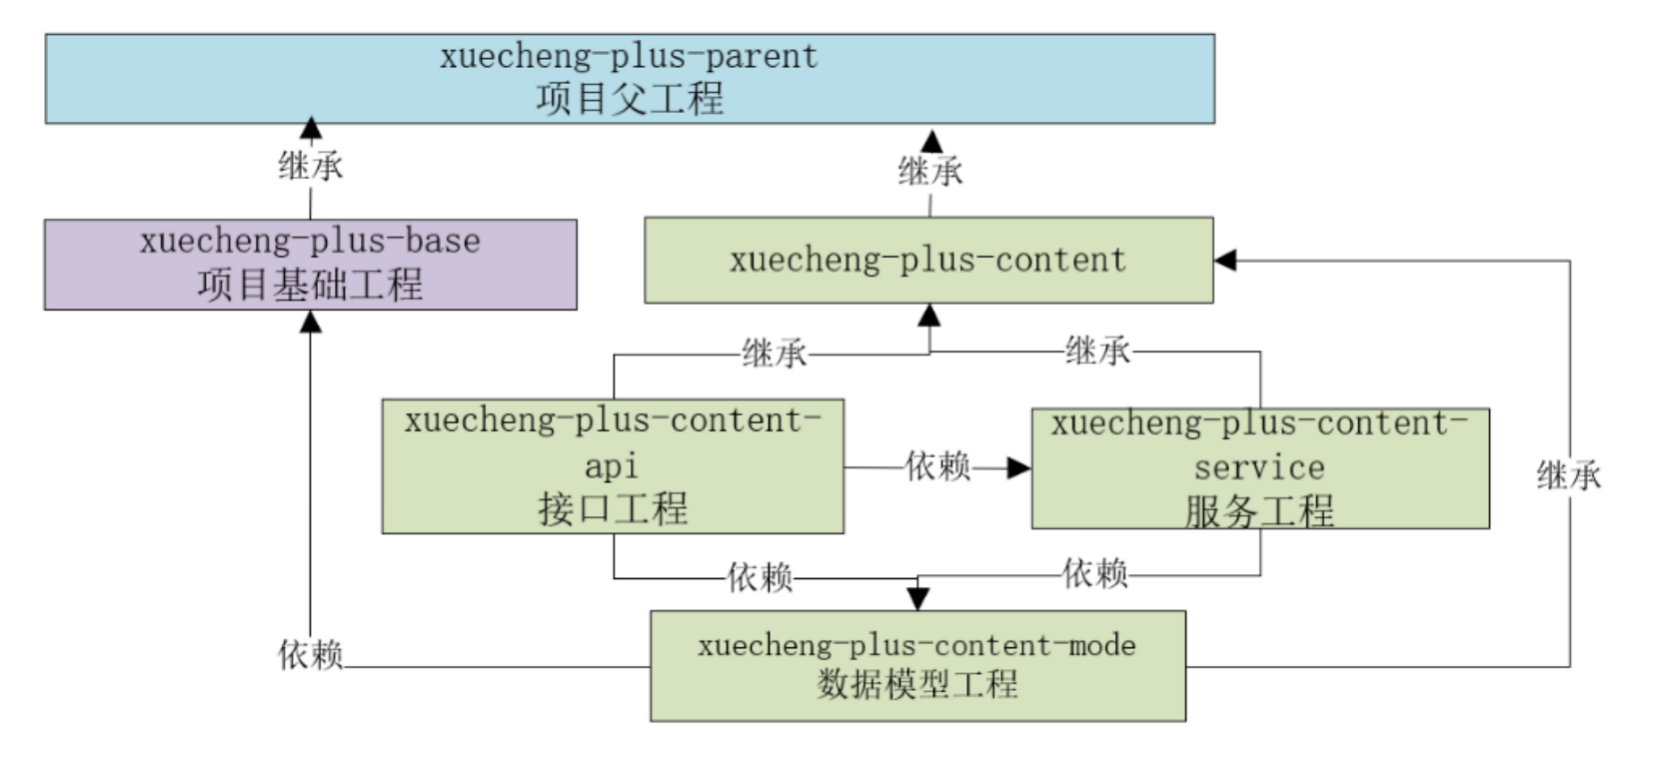 xuecheng-plus-parent
项目父工程
继承
继承
xuecheng-plus-base
项目基础工程
xuecheng-plus-content
继承
继承
xuecheng-plus-content-
api
接口工程
依赖
xuecheng-plus-content-
service
服务工程
继承
依赖
依赖
依赖
xuecheng-plus-content-mode
数据模型工程